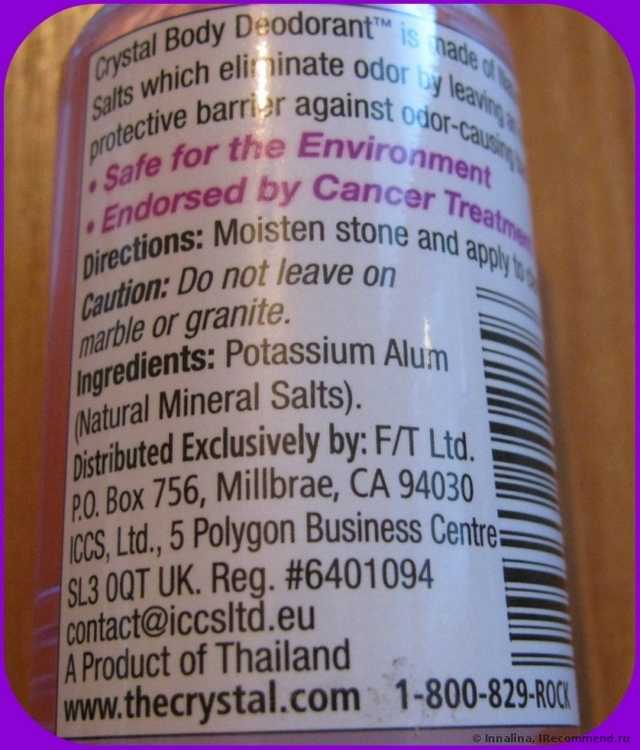 Crystal Body Deodorant™ is made of
Salts which eliminate odor by leaving
protective barrier against odor-causing
• Safe for the Environment
• Endorsed by Cancer Treatme
Directions: Moisten stone and apply to
Caution: Do not leave on
marble or granite.
Ingredients: Potassium Alum
(Natural Mineral Salts).
Distributed Exclusively by: F/T Ltd.
P.O. Box 756, Millbrae, CA 94030
ICCS, Ltd., 5 Polygon Business Centre
SL3 0QT UK. Reg. #6401094
contact@iccsltd.eu
A Product of Thailand
www.thecrystal.com 1-800-829-ROCK
© Innalina, IRecommend.ru